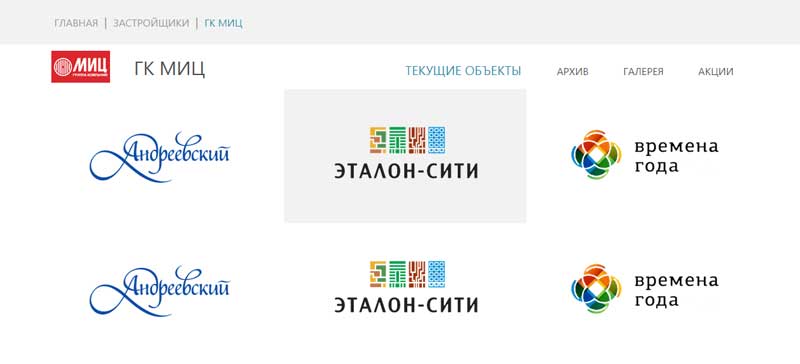 ГЛАВНАЯ | ЗАСТРОЙЩИКИ | ГК МИЦ
МИЦ
ГРУППА КОМПАНИЙ
ГК МИЦ
ТЕКУЩИЕ ОБЪЕКТЫ
АРХИВ
ГАЛЕРЕЯ
АКЦИИ
Андреевский
ЭТАЛОН-СИТИ
времена
года
Андреевский
ЭТАЛОН-СИТИ
времена
года